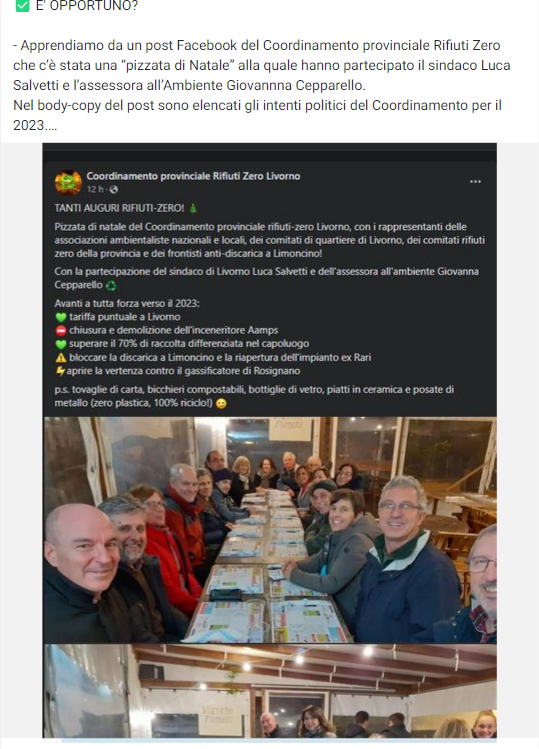 ✅ E' OPPORTUNO?
- Apprendiamo da un post Facebook del Coordinamento provinciale Rifiuti Zero
che c'è stata una “pizzata di Natale” alla quale hanno partecipato il sindaco Luca
Salvetti e l'assessora all'Ambiente Giovannna Cepparello.
Nel body-copy del post sono elencati gli intenti politici del Coordinamento per il
2023....
Coordinamento provinciale Rifiuti Zero Livorno
12 h ·
TANTI AUGURI RIFIUTI-ZERO! 🎄
Pizzata di natale del Coordinamento provinciale rifiuti-zero Livorno, con i rappresentanti delle
associazioni ambientaliste nazionali e locali, dei comitati di quartiere di Livorno, dei comitati rifiuti
zero della provincia e dei frontisti anti-discarica a Limoncino!
Con la partecipazione del sindaco di Livorno Luca Salvetti e dell'assessora all'ambiente Giovanna
Cepparello ♻️
Avanti a tutta forza verso il 2023:
💚 tariffa puntuale a Livorno
⛔ chiusura e demolizione dell'inceneritore Aamps
💚 superare il 70% di raccolta differenziata nel capoluogo
⚠️ bloccare la discarica a Limoncino e la riapertura dell'impianto ex Rari
⚡aprire la vertenza contro il gassificatore di Rosignano
p.s. tovaglie di carta, bicchieri compostabili, bottiglie di vetro, piatti in ceramica e posate di
metallo (zero plastica, 100% riciclo!) 😉